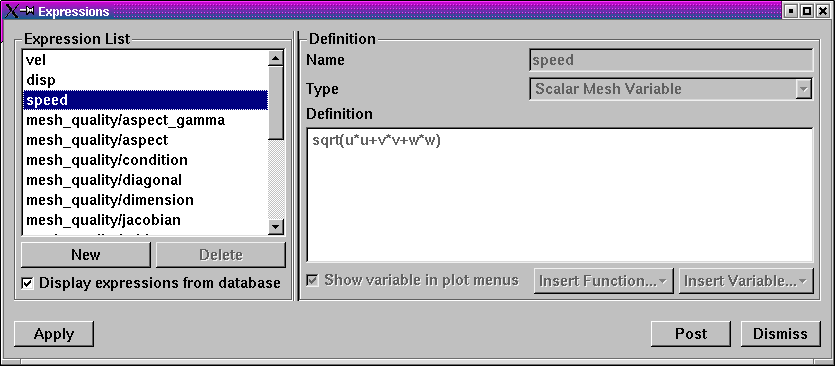 Expressions
Expression List
vel
disp
speed
mesh_quality/aspect_gamma
mesh_quality/aspect
mesh_quality/condition
mesh_quality/diagonal
mesh_quality/dimension
mesh_quality/jacobian
New
Delete
Display expressions from database
Definition
Name
speed
Type
Scalar Mesh Variable
Definition
sqrt(u*u+v*v+w*w)
Show variable in plot menus
Insert Function...
Insert Variable...
Apply
Post
Dismiss